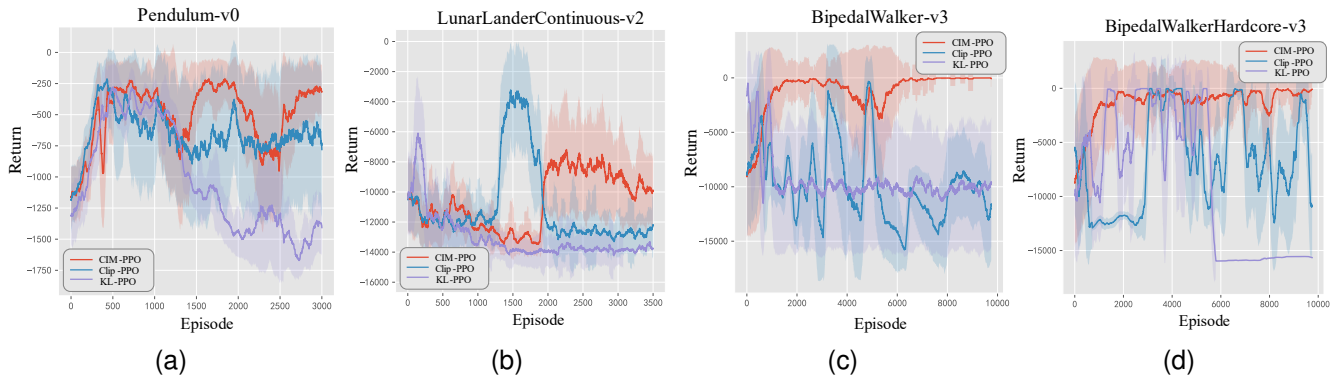 Pendulum-v0
0
−250
−500
−750
−1000
−1250
−1500
−1750
Return
CIM-PPO
Clip-PPO
KL-PPO
0 500 1000 1500 2000 2500 3000
Episode
(a)
LunarLanderContinuous-v2
0
−2000
−4000
−6000
−8000
−10000
−12000
−14000
−16000
Return
CIM-PPO
Clip-PPO
KL-PPO
0 500 1000 1500 2000 2500 3000 3500
Episode
(b)
BipedalWalker-v3
CIM-PPO
Clip-PPO
KL-PPO
0
−5000
−10000
−15000
Return
0 2000 4000 6000 8000 10000
Episode
(c)
BipedalWalkerHardcore-v3
CIM-PPO
Clip-PPO
KL-PPO
0
−5000
−10000
−15000
Return
0 2000 4000 6000 8000 10000
Episode
(d)